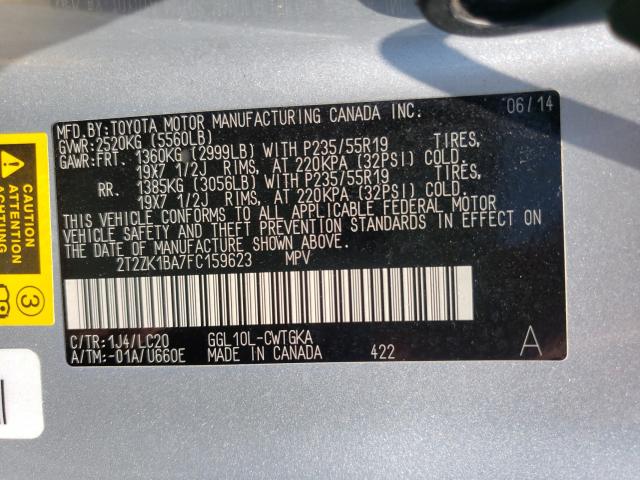 MFD. BY: TOYOTA MOTOR MANUFACTURING CANADA INC. 06/14
GVWR: 2520KG (5560LB)
GAWR: FRT. 1360KG (2999LB) WITH P235/55R19 TIRES,
19X7 1/2J RIMS, AT 220KPA (32PSI) COLD.
RR. 1385KG (3056LB) WITH P235/55R19 TIRES,
19X7 1/2J RIMS, AT 220KPA (32PSI) COLD.
THIS VEHICLE CONFORMS TO ALL APPLICABLE FEDERAL MOTOR
VEHICLE SAFETY AND THEFT PREVENTION STANDARDS IN EFFECT ON
THE DATE OF MANUFACTURE SHOWN ABOVE.
2T2ZK1BA7FC159623 MPV
C/TR: 1J4/LC20 GGL10L-CWTGKA A
A/TM: -01A/U660E MADE IN CANADA 422
CAUTION
ATTENTION
ACHTUNG
3